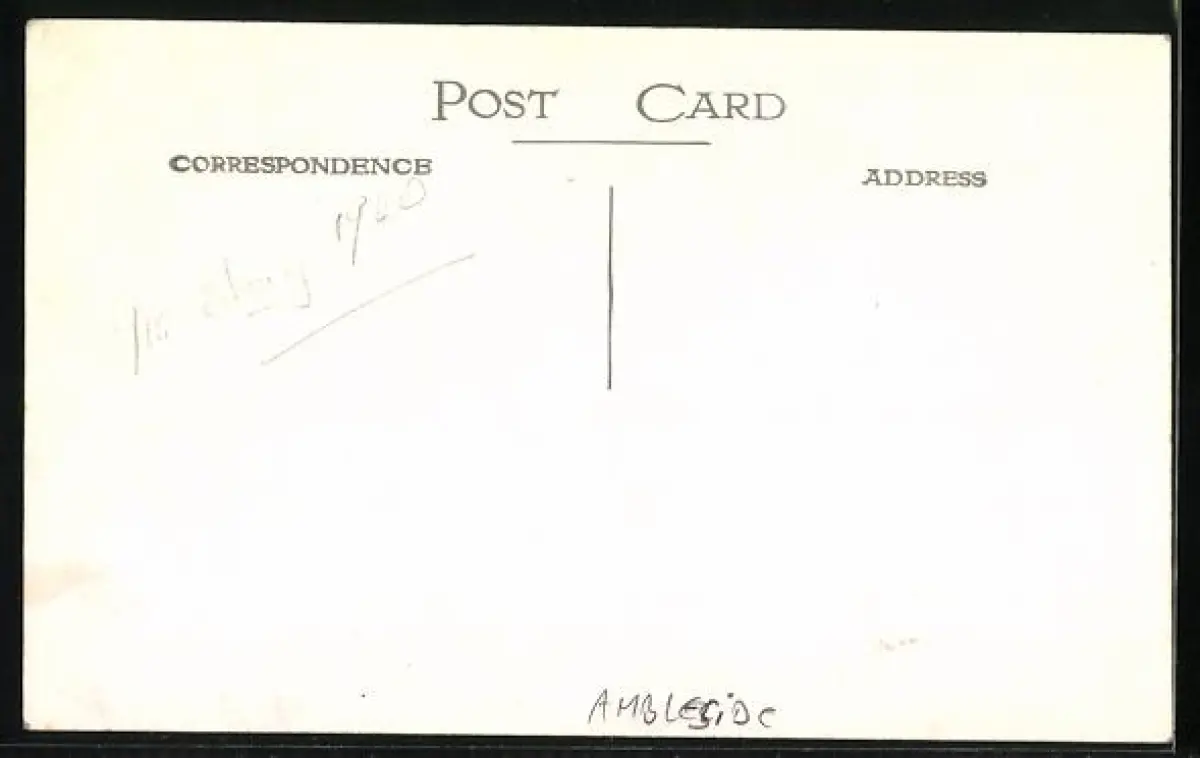 POST CARD
CORRESPONDENCE
ADDRESS
1920
AMBLESIDE